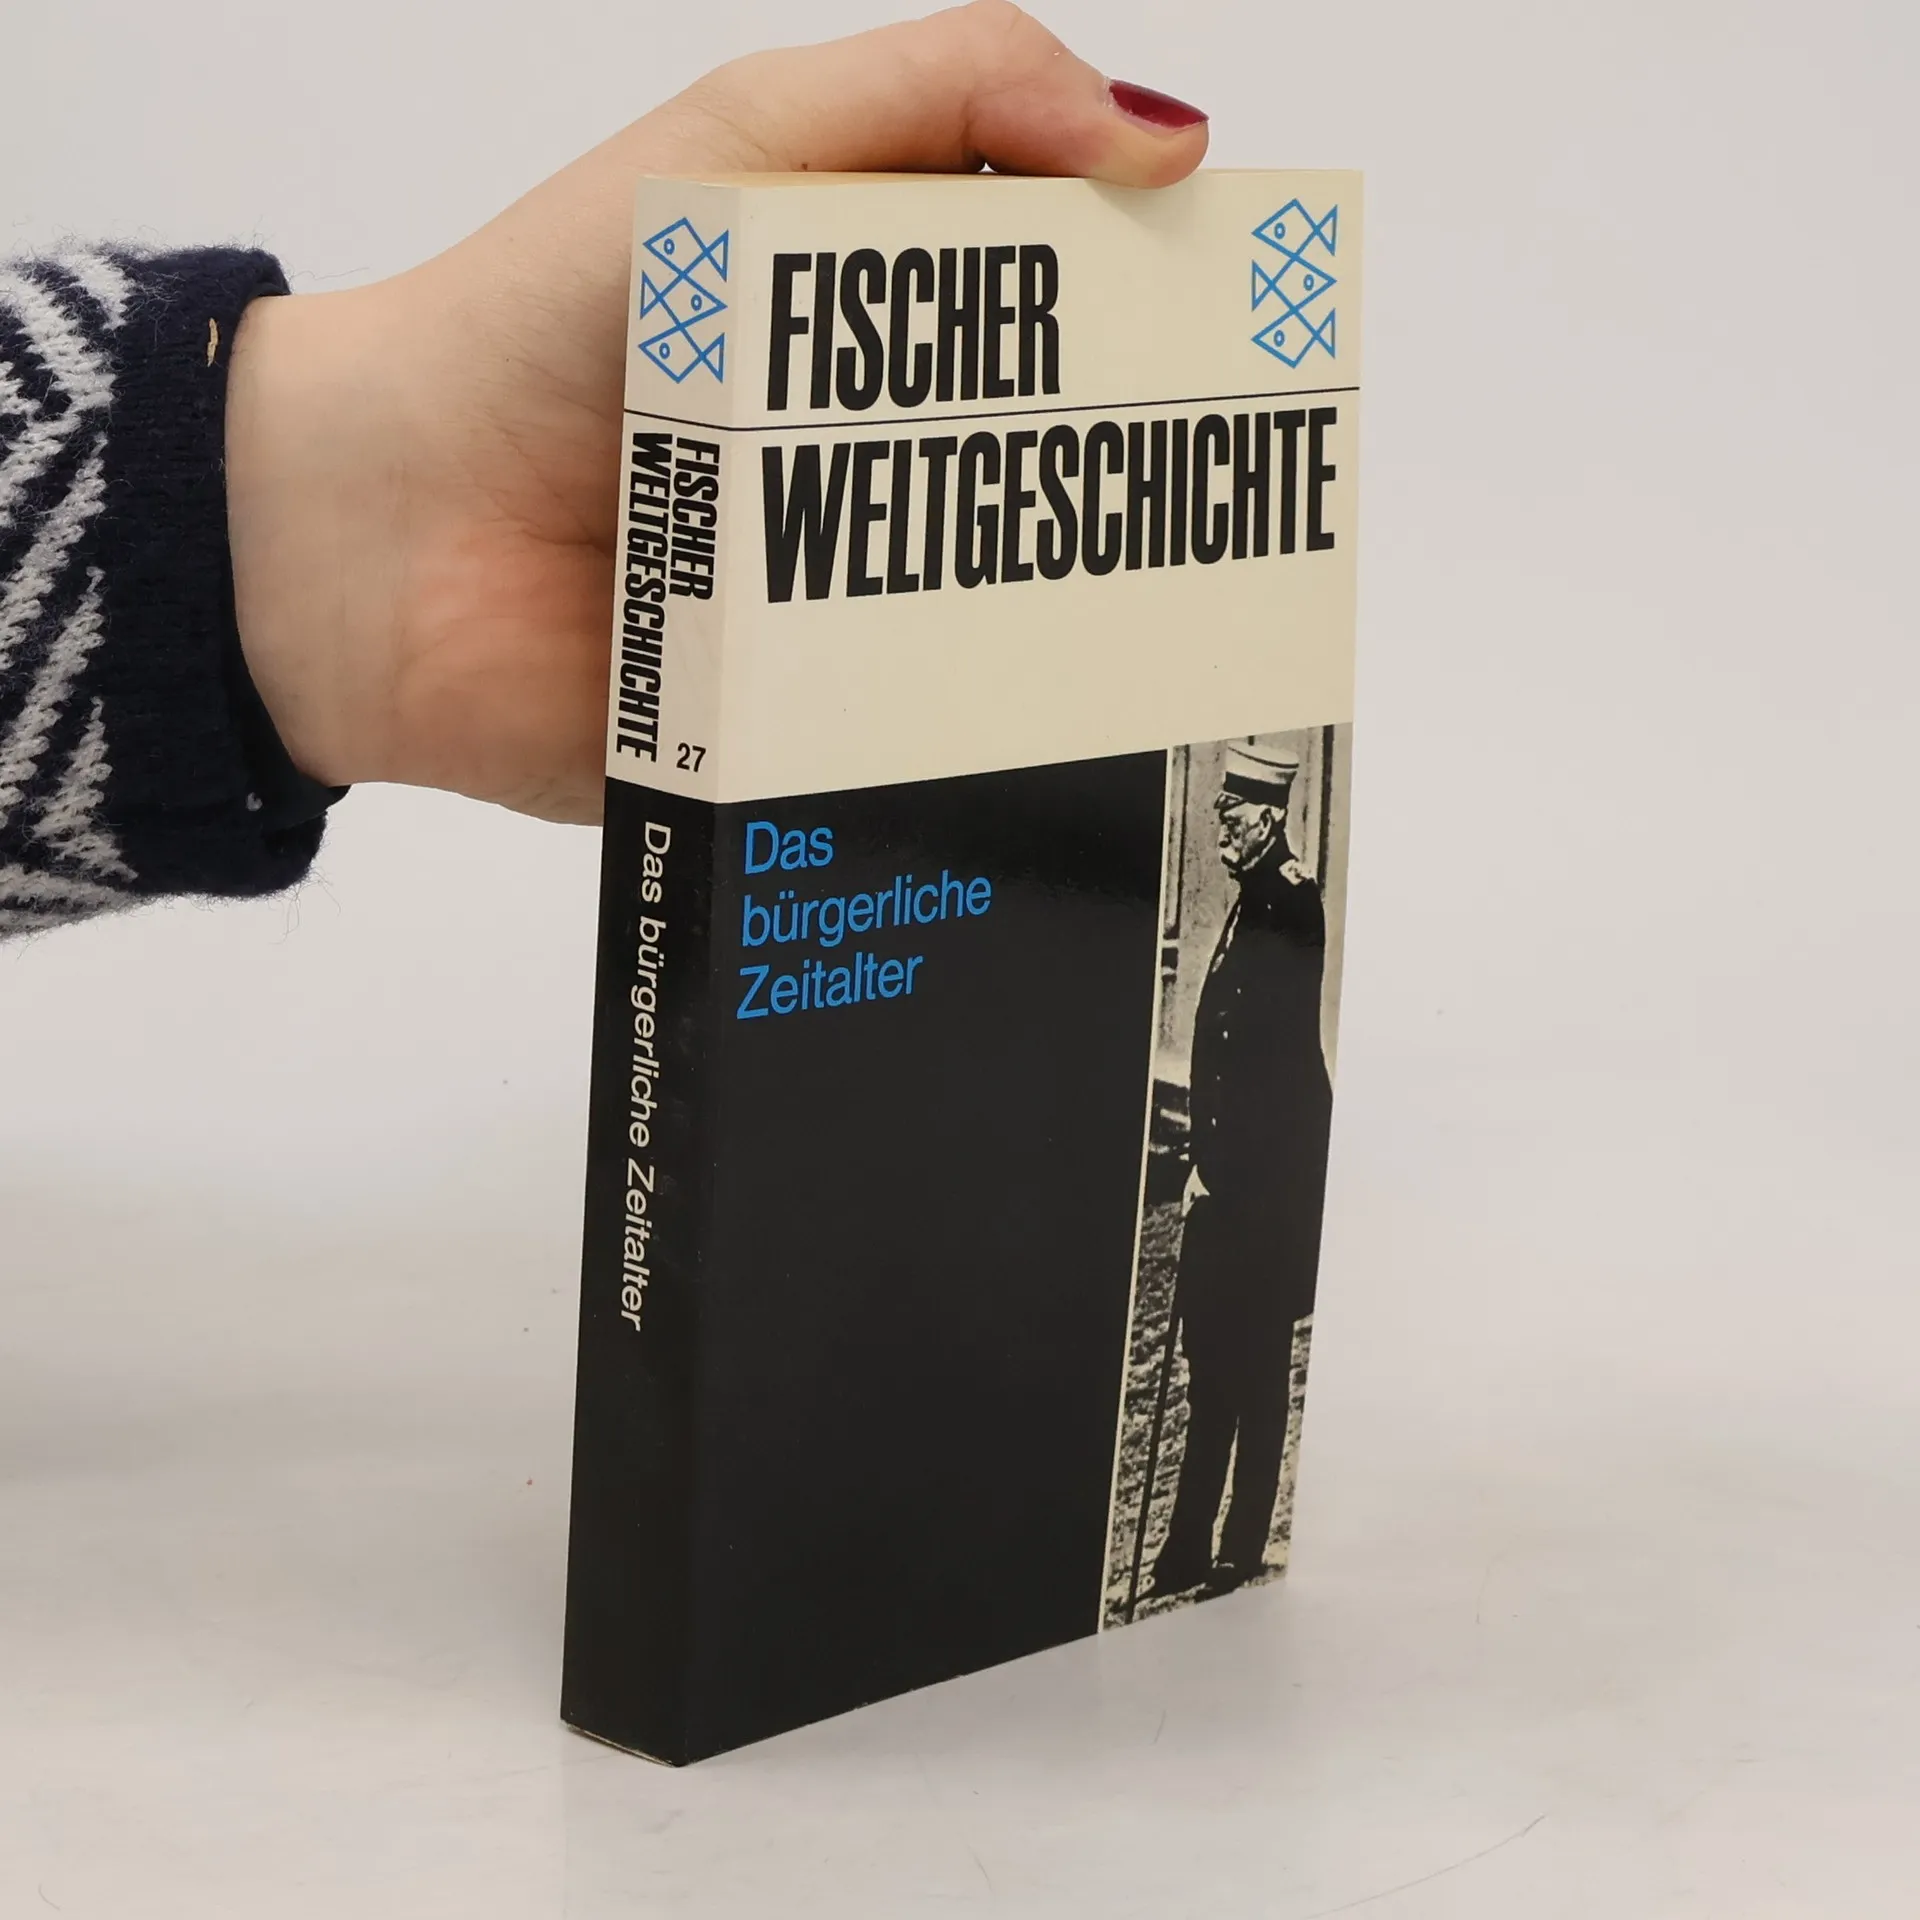 FISCHER
WELTGESCHICHTE
Das
bürgerliche
Zeitalter
FISCHER
WELTGESCHICHTE
27
Das bürgerliche Zeitalter